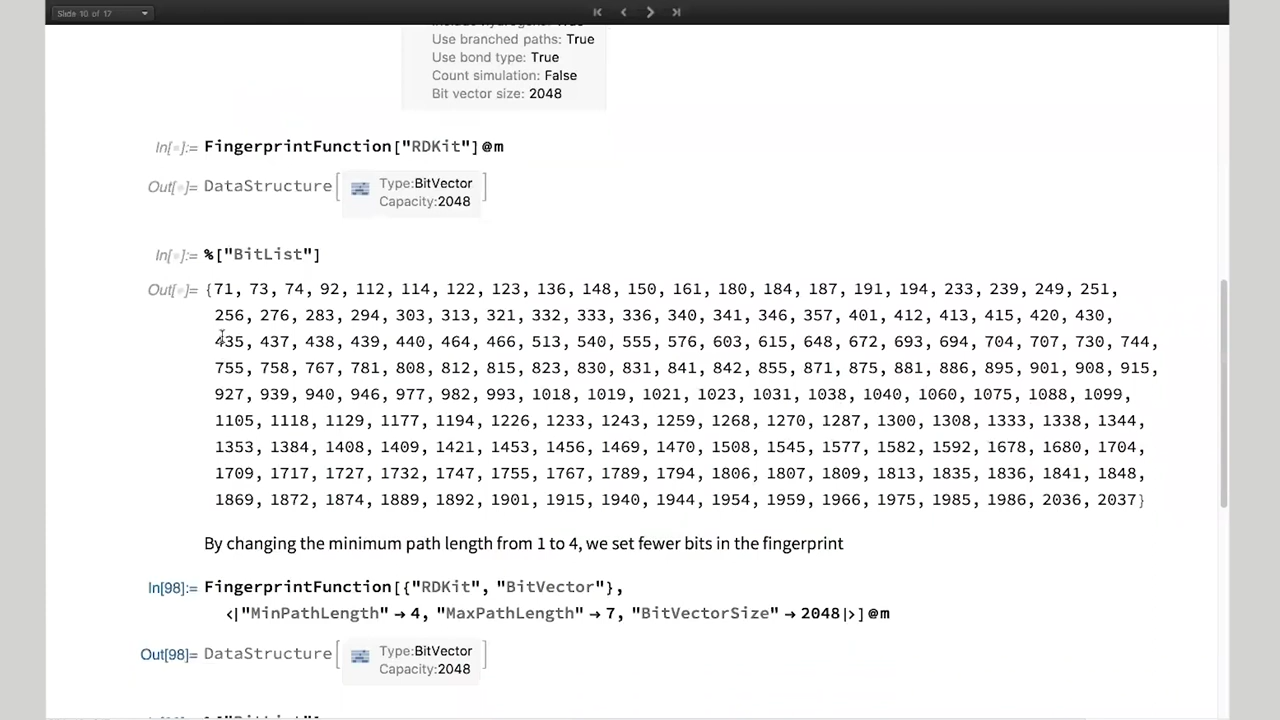 Slide 10 of 17
Use branched paths: True
Use bond type: True
Count simulation: False
Bit vector size: 2048
In[ ]:= FingerprintFunction["RDKit"]@m
Out[ ]= DataStructure[ Type:BitVector
Capacity:2048 ]
In[ ]:= %["BitList"]
Out[ ]= {71, 73, 74, 92, 112, 114, 122, 123, 136, 148, 150, 161, 180, 184, 187, 191, 194, 233, 239, 249, 251,
256, 276, 283, 294, 303, 313, 321, 332, 333, 336, 340, 341, 346, 357, 401, 412, 413, 415, 420, 430,
435, 437, 438, 439, 440, 464, 466, 513, 540, 555, 576, 603, 615, 648, 672, 693, 694, 704, 707, 730, 744,
755, 758, 767, 781, 808, 812, 815, 823, 830, 831, 841, 842, 855, 871, 875, 881, 886, 895, 901, 908, 915,
927, 939, 940, 946, 977, 982, 993, 1018, 1019, 1021, 1023, 1031, 1038, 1040, 1060, 1075, 1088, 1099,
1105, 1118, 1129, 1177, 1194, 1226, 1233, 1243, 1259, 1268, 1270, 1287, 1300, 1308, 1333, 1338, 1344,
1353, 1384, 1408, 1409, 1421, 1453, 1456, 1469, 1470, 1508, 1545, 1577, 1582, 1592, 1678, 1680, 1704,
1709, 1717, 1727, 1732, 1747, 1755, 1767, 1789, 1794, 1806, 1807, 1809, 1813, 1835, 1836, 1841, 1848,
1869, 1872, 1874, 1889, 1892, 1901, 1915, 1940, 1944, 1954, 1959, 1966, 1975, 1985, 1986, 2036, 2037}
By changing the minimum path length from 1 to 4, we set fewer bits in the fingerprint
In[98]:= FingerprintFunction[{"RDKit", "BitVector"},
<|"MinPathLength" → 4, "MaxPathLength" → 7, "BitVectorSize" → 2048|>]@m
Out[98]= DataStructure[ Type:BitVector
Capacity:2048 ]